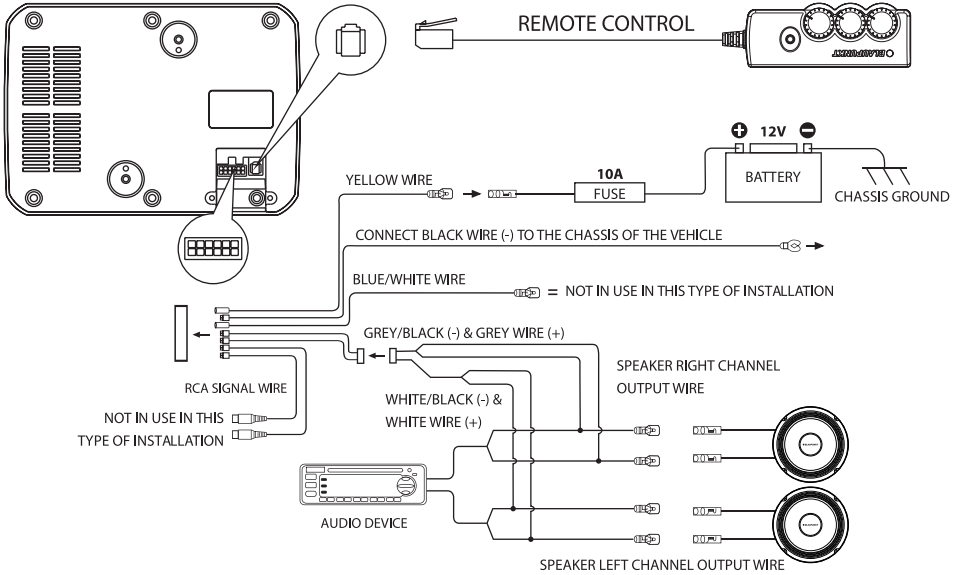 REMOTE CONTROL
BLAUPUNKT
12V
BATTERY
CHASSIS GROUND
YELLOW WIRE
10A
FUSE
CONNECT BLACK WIRE (-) TO THE CHASSIS OF THE VEHICLE
BLUE/WHITE WIRE
= NOT IN USE IN THIS TYPE OF INSTALLATION
GREY/BLACK (-) & GREY WIRE (+)
SPEAKER RIGHT CHANNEL
OUTPUT WIRE
RCA SIGNAL WIRE
WHITE/BLACK (-) &
WHITE WIRE (+)
NOT IN USE IN THIS
TYPE OF INSTALLATION
AUDIO DEVICE
SPEAKER LEFT CHANNEL OUTPUT WIRE